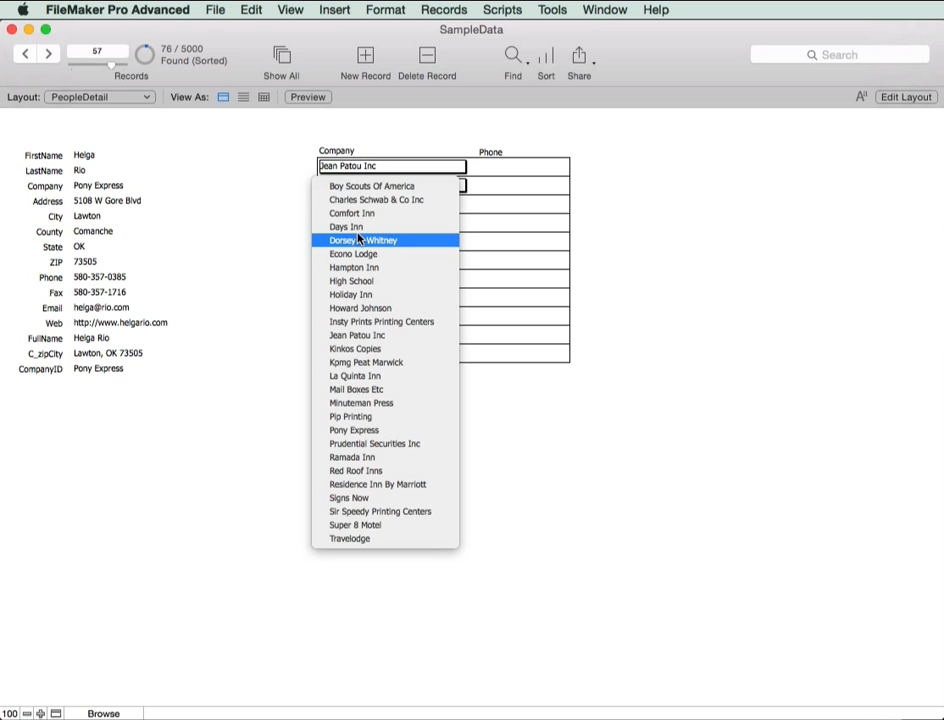 FileMaker Pro Advanced File Edit View Insert Format Records Scripts Tools Window Help
SampleData
57
76 / 5000
Found (Sorted)
Records
Show All
New Record
Delete Record
Find
Sort
Share
Search
Layout: PeopleDetail
View As:
Preview
Aa
Edit Layout
FirstName Helga
LastName Rio
Company Pony Express
Address 5108 W Gore Blvd
City Lawton
County Comanche
State OK
ZIP 73505
Phone 580-357-0385
Fax 580-357-1716
Email helga@rio.com
Web http://www.helgario.com
FullName Helga Rio
C_zipCity Lawton, OK 73505
CompanyID Pony Express
Company
Phone
Jean Patou Inc
Boy Scouts Of America
Charles Schwab & Co Inc
Comfort Inn
Days Inn
Dorsey Whitney
Econo Lodge
Hampton Inn
High School
Holiday Inn
Howard Johnson
Insty Prints Printing Centers
Jean Patou Inc
Kinkos Copies
Kpmg Peat Marwick
La Quinta Inn
Mail Boxes Etc
Minuteman Press
Pip Printing
Pony Express
Prudential Securities Inc
Ramada Inn
Red Roof Inns
Residence Inn By Marriott
Signs Now
Sir Speedy Printing Centers
Super 8 Motel
Travelodge
100
Browse